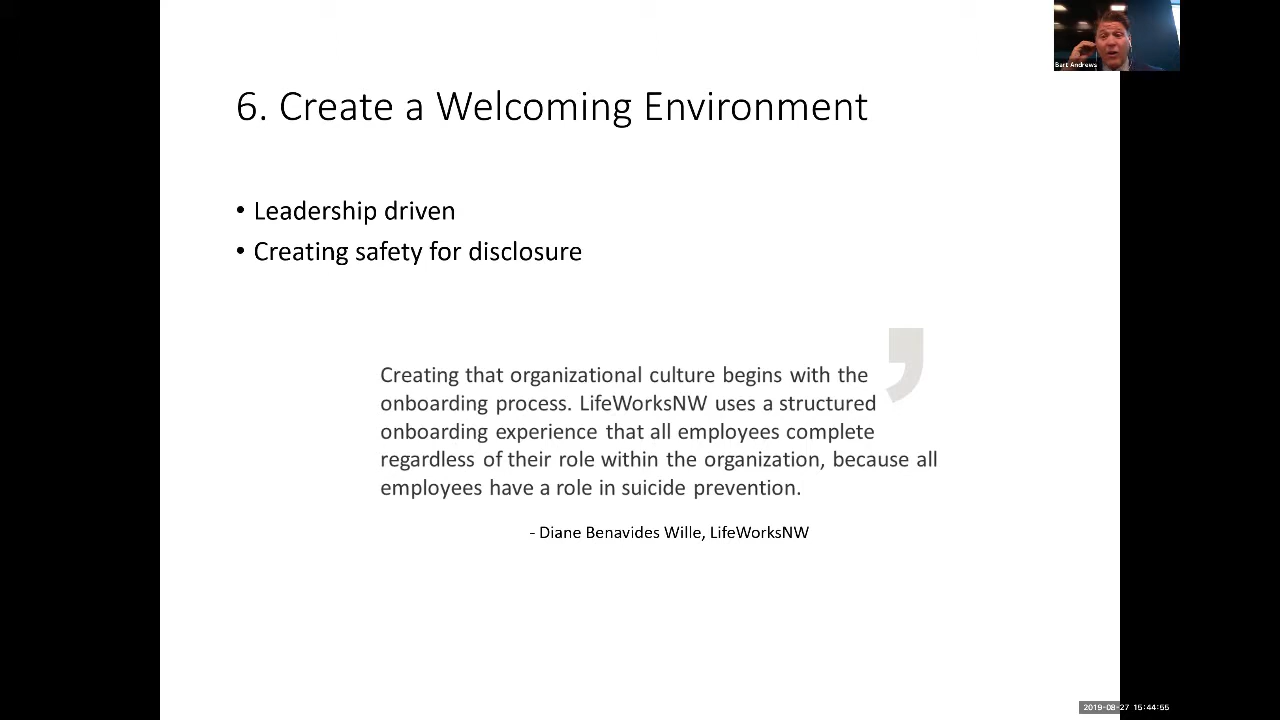 Bart Andrews
6. Create a Welcoming Environment
• Leadership driven
• Creating safety for disclosure
Creating that organizational culture begins with the
onboarding process. LifeWorksNW uses a structured
onboarding experience that all employees complete
regardless of their role within the organization, because all
employees have a role in suicide prevention.
- Diane Benavides Wille, LifeWorksNW
2019-08-27 15:44:55